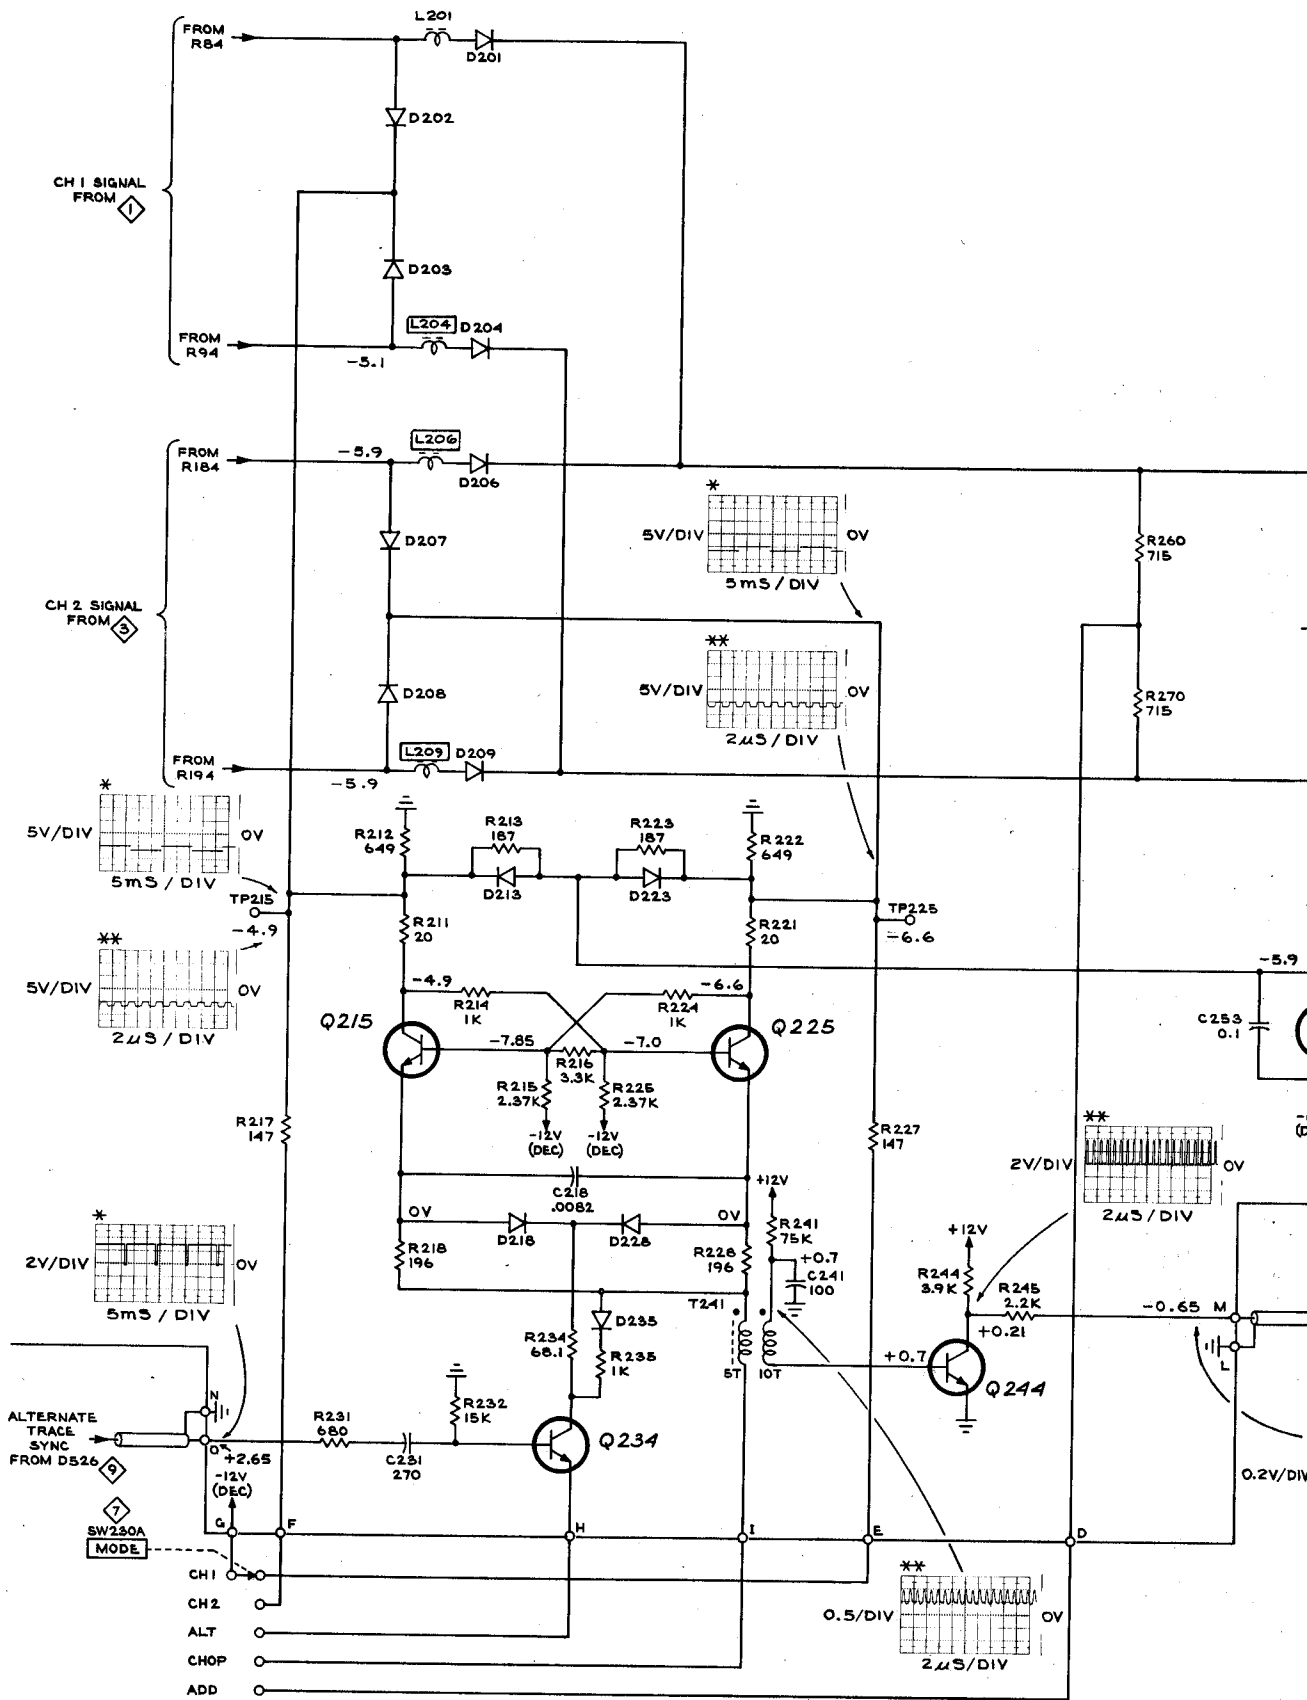 L201
FROM
R84
D201
D202
CH 1 SIGNAL
FROM 1
D203
L204 D204
FROM
R94
-5.1
L206
FROM
R184
-5.9
D206
*
5V/DIV
0V
5mS / DIV
D207
R260
715
CH 2 SIGNAL
FROM 3
**
5V/DIV
0V
2µS / DIV
D208
R270
715
L209 D209
FROM
R194
-5.9
*
5V/DIV
0V
5mS / DIV
R212
649
R213
187
R223
187
R222
649
D213
D223
TP215
-4.9
R211
20
R221
20
TP225
-6.6
**
5V/DIV
0V
2µS / DIV
-5.9
-4.9
R214
1K
R224
1K
-6.6
Q215
Q225
C253
0.1
-7.85
R216
3.3K
-7.0
R215
2.37K
R225
2.37K
-12V
(DEC)
-12V
(DEC)
R217
147
R227
147
**
2V/DIV
0V
2µS / DIV
C218
.0082
+12V
0V
D218
D228
0V
R241
75K
R218
196
R228
196
+0.7
C241
100
*
2V/DIV
0V
5mS / DIV
+12V
R244
3.9K
R245
2.2K
-0.65 M
+0.21
T241
D235
R234
68.1
R235
1K
5T 10T
+0.7
L
Q244
N
ALTERNATE
TRACE
SYNC
FROM D526 9
R231
680
R232
15K
Q234
+2.65
C231
270
-12V
(DEC)
0.2V/DIV
7
SW230A
MODE
G
F
H
I
E
D
CH1
CH2
ALT
CHOP
ADD
**
0.5/DIV
0V
2µS/DIV